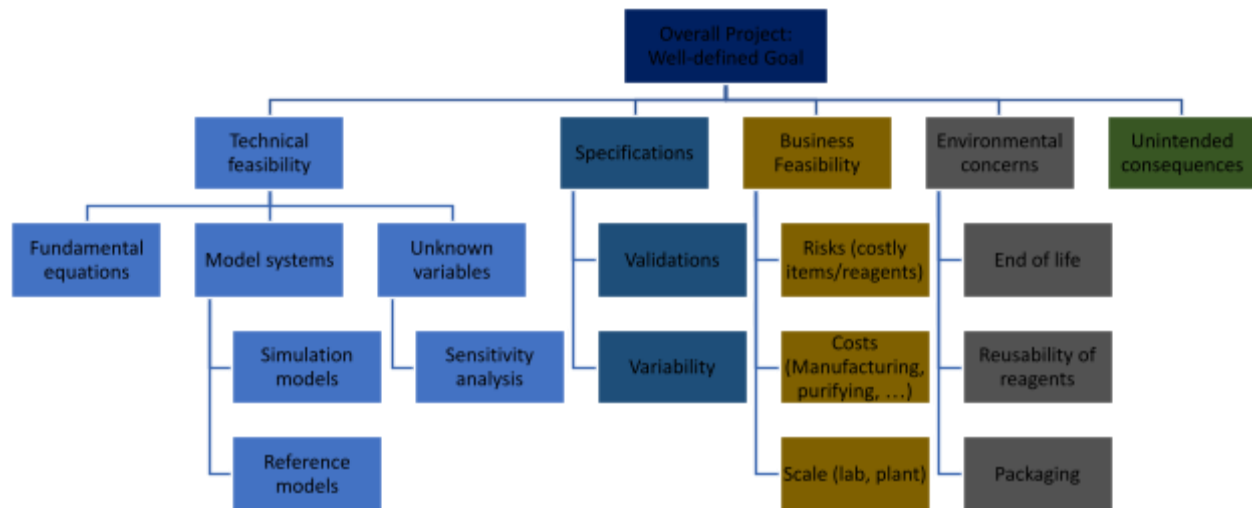 Overall Project:
Well-defined Goal
Technical
feasibility
Specifications
Business
Feasibility
Environmental
concerns
Unintended
consequences
Fundamental
equations
Model systems
Unknown
variables
Validations
Risks (costly
items/reagents)
End of life
Simulation
models
Sensitivity
analysis
Variability
Costs
(Manufacturing,
purifying, …)
Reusability of
reagents
Reference
models
Scale (lab, plant)
Packaging